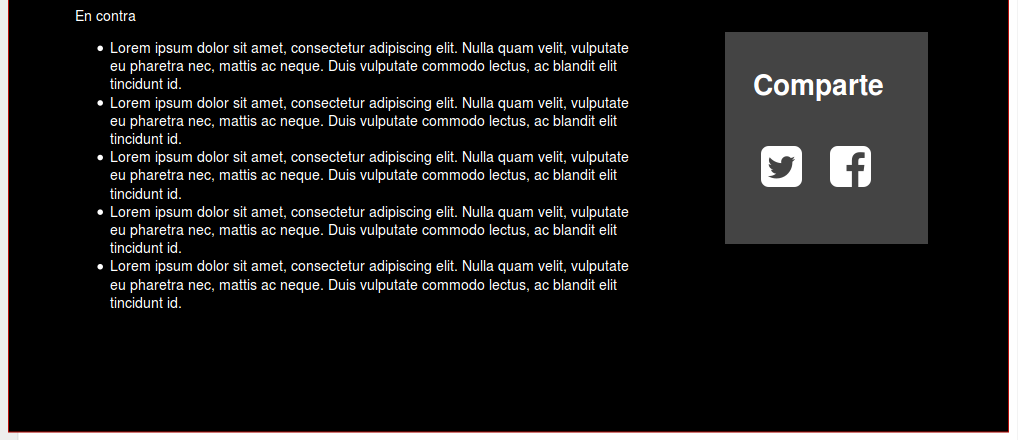 En contra
• Lorem ipsum dolor sit amet, consectetur adipiscing elit. Nulla quam velit, vulputate
eu pharetra nec, mattis ac neque. Duis vulputate commodo lectus, ac blandit elit
tincidunt id.
• Lorem ipsum dolor sit amet, consectetur adipiscing elit. Nulla quam velit, vulputate
eu pharetra nec, mattis ac neque. Duis vulputate commodo lectus, ac blandit elit
tincidunt id.
• Lorem ipsum dolor sit amet, consectetur adipiscing elit. Nulla quam velit, vulputate
eu pharetra nec, mattis ac neque. Duis vulputate commodo lectus, ac blandit elit
tincidunt id.
• Lorem ipsum dolor sit amet, consectetur adipiscing elit. Nulla quam velit, vulputate
eu pharetra nec, mattis ac neque. Duis vulputate commodo lectus, ac blandit elit
tincidunt id.
• Lorem ipsum dolor sit amet, consectetur adipiscing elit. Nulla quam velit, vulputate
eu pharetra nec, mattis ac neque. Duis vulputate commodo lectus, ac blandit elit
tincidunt id.
Comparte